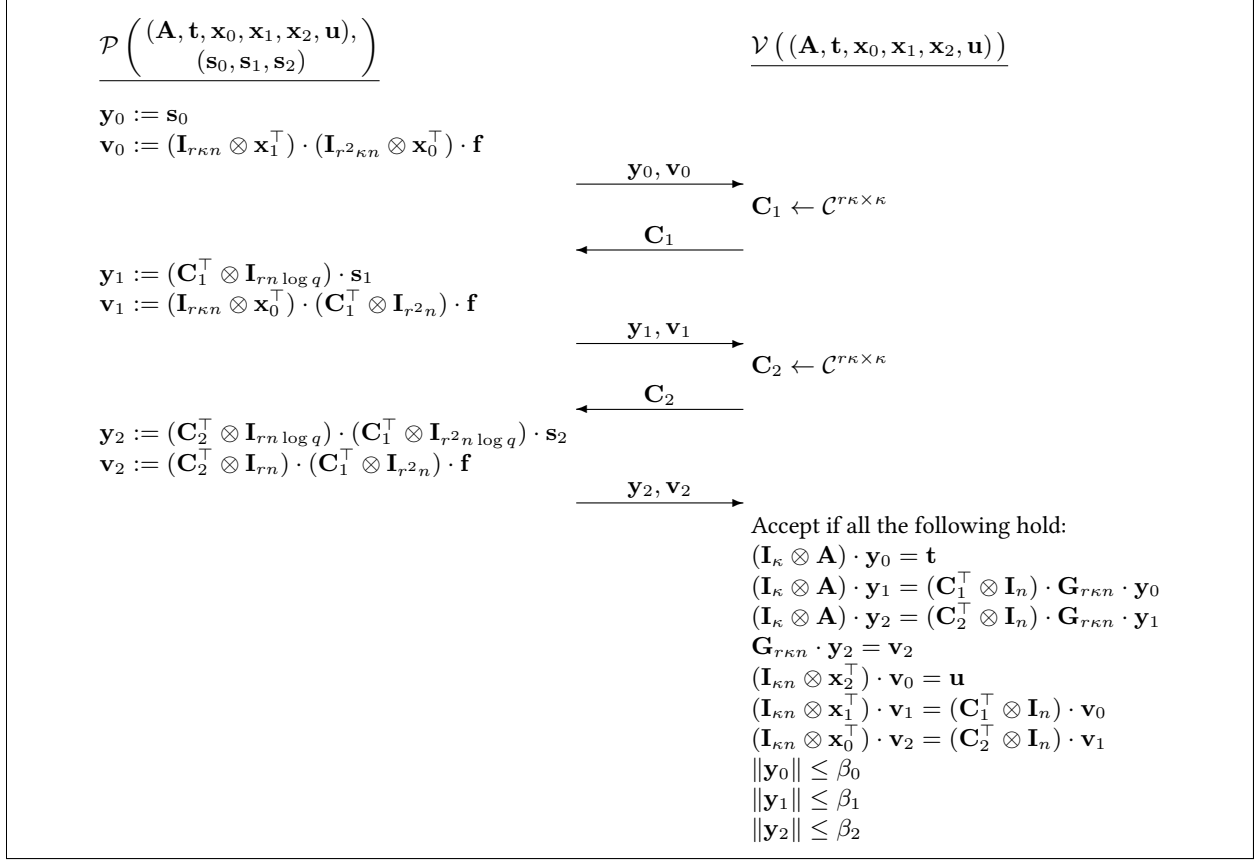 𝒫 ( (𝐀, 𝐭, 𝐱₀, 𝐱₁, 𝐱₂, 𝐮), (𝐬₀, 𝐬₁, 𝐬₂) )
𝒱 ( (𝐀, 𝐭, 𝐱₀, 𝐱₁, 𝐱₂, 𝐮) )
𝐲₀ := 𝐬₀
𝐯₀ := (𝐈_{rκn} ⊗ 𝐱₁^⊤) · (𝐈_{r²κn} ⊗ 𝐱₀^⊤) · 𝐟
𝐲₀, 𝐯₀
𝐂₁ ← 𝒞^{rκ×κ}
𝐂₁
𝐲₁ := (𝐂₁^⊤ ⊗ 𝐈_{rn log q}) · 𝐬₁
𝐯₁ := (𝐈_{rκn} ⊗ 𝐱₀^⊤) · (𝐂₁^⊤ ⊗ 𝐈_{r²n}) · 𝐟
𝐲₁, 𝐯₁
𝐂₂ ← 𝒞^{rκ×κ}
𝐂₂
𝐲₂ := (𝐂₂^⊤ ⊗ 𝐈_{rn log q}) · (𝐂₁^⊤ ⊗ 𝐈_{r²n log q}) · 𝐬₂
𝐯₂ := (𝐂₂^⊤ ⊗ 𝐈_{rn}) · (𝐂₁^⊤ ⊗ 𝐈_{r²n}) · 𝐟
𝐲₂, 𝐯₂
Accept if all the following hold:
(𝐈_κ ⊗ 𝐀) · 𝐲₀ = 𝐭
(𝐈_κ ⊗ 𝐀) · 𝐲₁ = (𝐂₁^⊤ ⊗ 𝐈_n) · 𝐆_{rκn} · 𝐲₀
(𝐈_κ ⊗ 𝐀) · 𝐲₂ = (𝐂₂^⊤ ⊗ 𝐈_n) · 𝐆_{rκn} · 𝐲₁
𝐆_{rκn} · 𝐲₂ = 𝐯₂
(𝐈_{κn} ⊗ 𝐱₂^⊤) · 𝐯₀ = 𝐮
(𝐈_{κn} ⊗ 𝐱₁^⊤) · 𝐯₁ = (𝐂₁^⊤ ⊗ 𝐈_n) · 𝐯₀
(𝐈_{κn} ⊗ 𝐱₀^⊤) · 𝐯₂ = (𝐂₂^⊤ ⊗ 𝐈_n) · 𝐯₁
‖𝐲₀‖ ≤ β₀
‖𝐲₁‖ ≤ β₁
‖𝐲₂‖ ≤ β₂